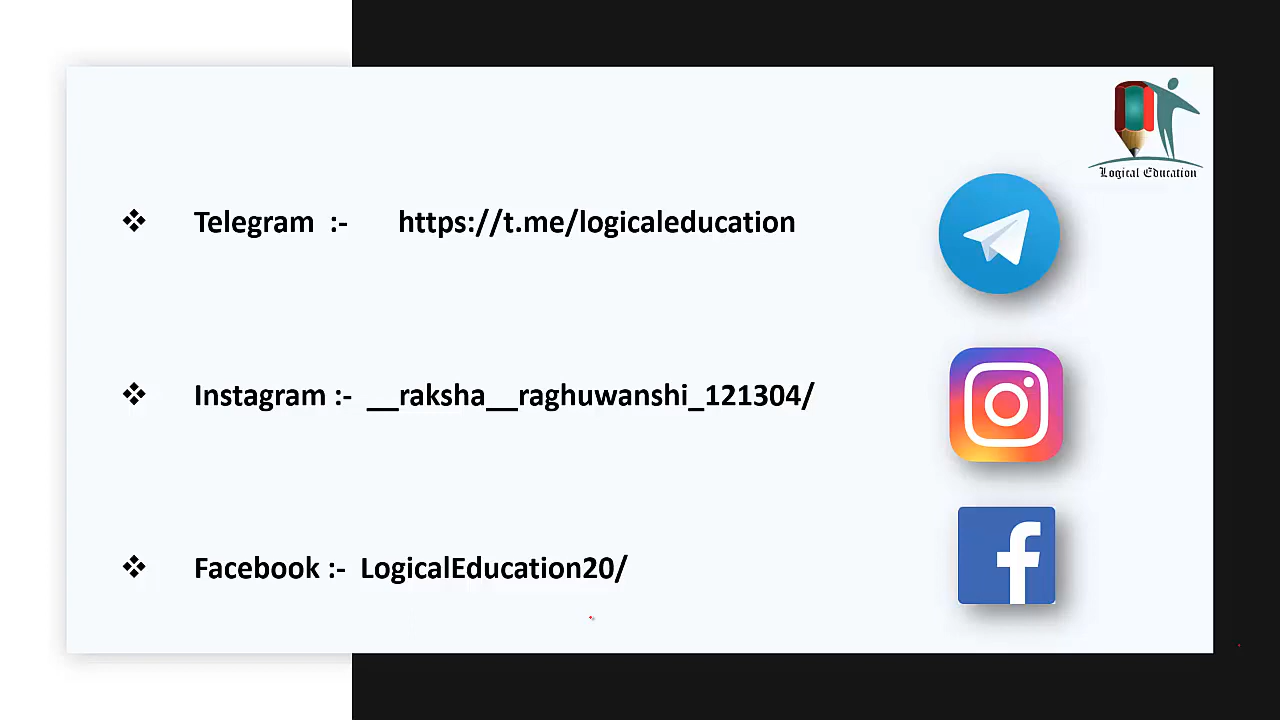 Logical Education
❖ Telegram :- https://t.me/logicaleducation
❖ Instagram :- __raksha__raghuwanshi_121304/
❖ Facebook :- LogicalEducation20/